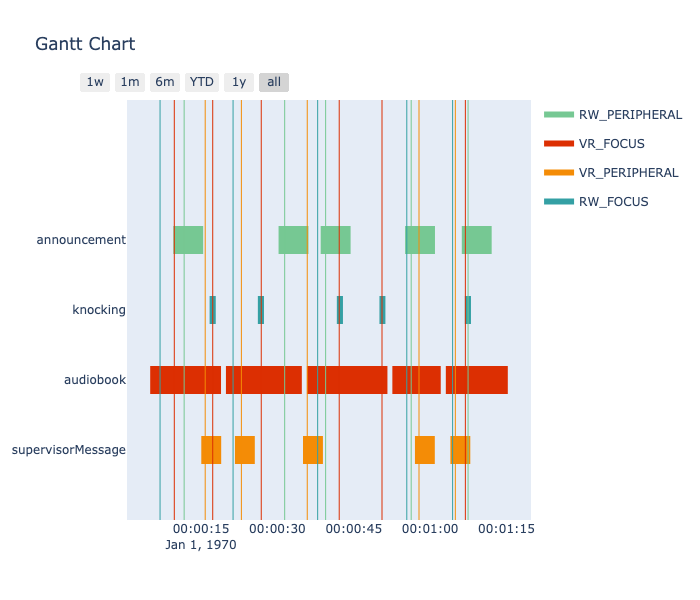 Gantt Chart
1w 1m 6m YTD 1y all
RW_PERIPHERAL
VR_FOCUS
VR_PERIPHERAL
RW_FOCUS
announcement
knocking
audiobook
supervisorMessage
00:00:15 00:00:30 00:00:45 00:01:00 00:01:15
Jan 1, 1970